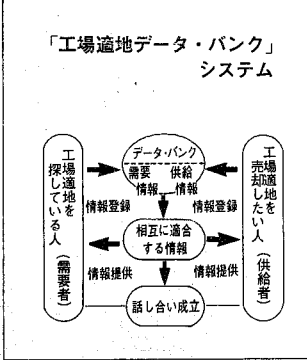 「工場適地データ・バンク」
システム
工場適地を
探している人
（需要者）
データ・バンク
需要 供給
情報 情報
情報登録
情報登録
相互に適合
する情報
情報提供
情報提供
話し合い成立
工場適地を
売却したい人
（供給者）